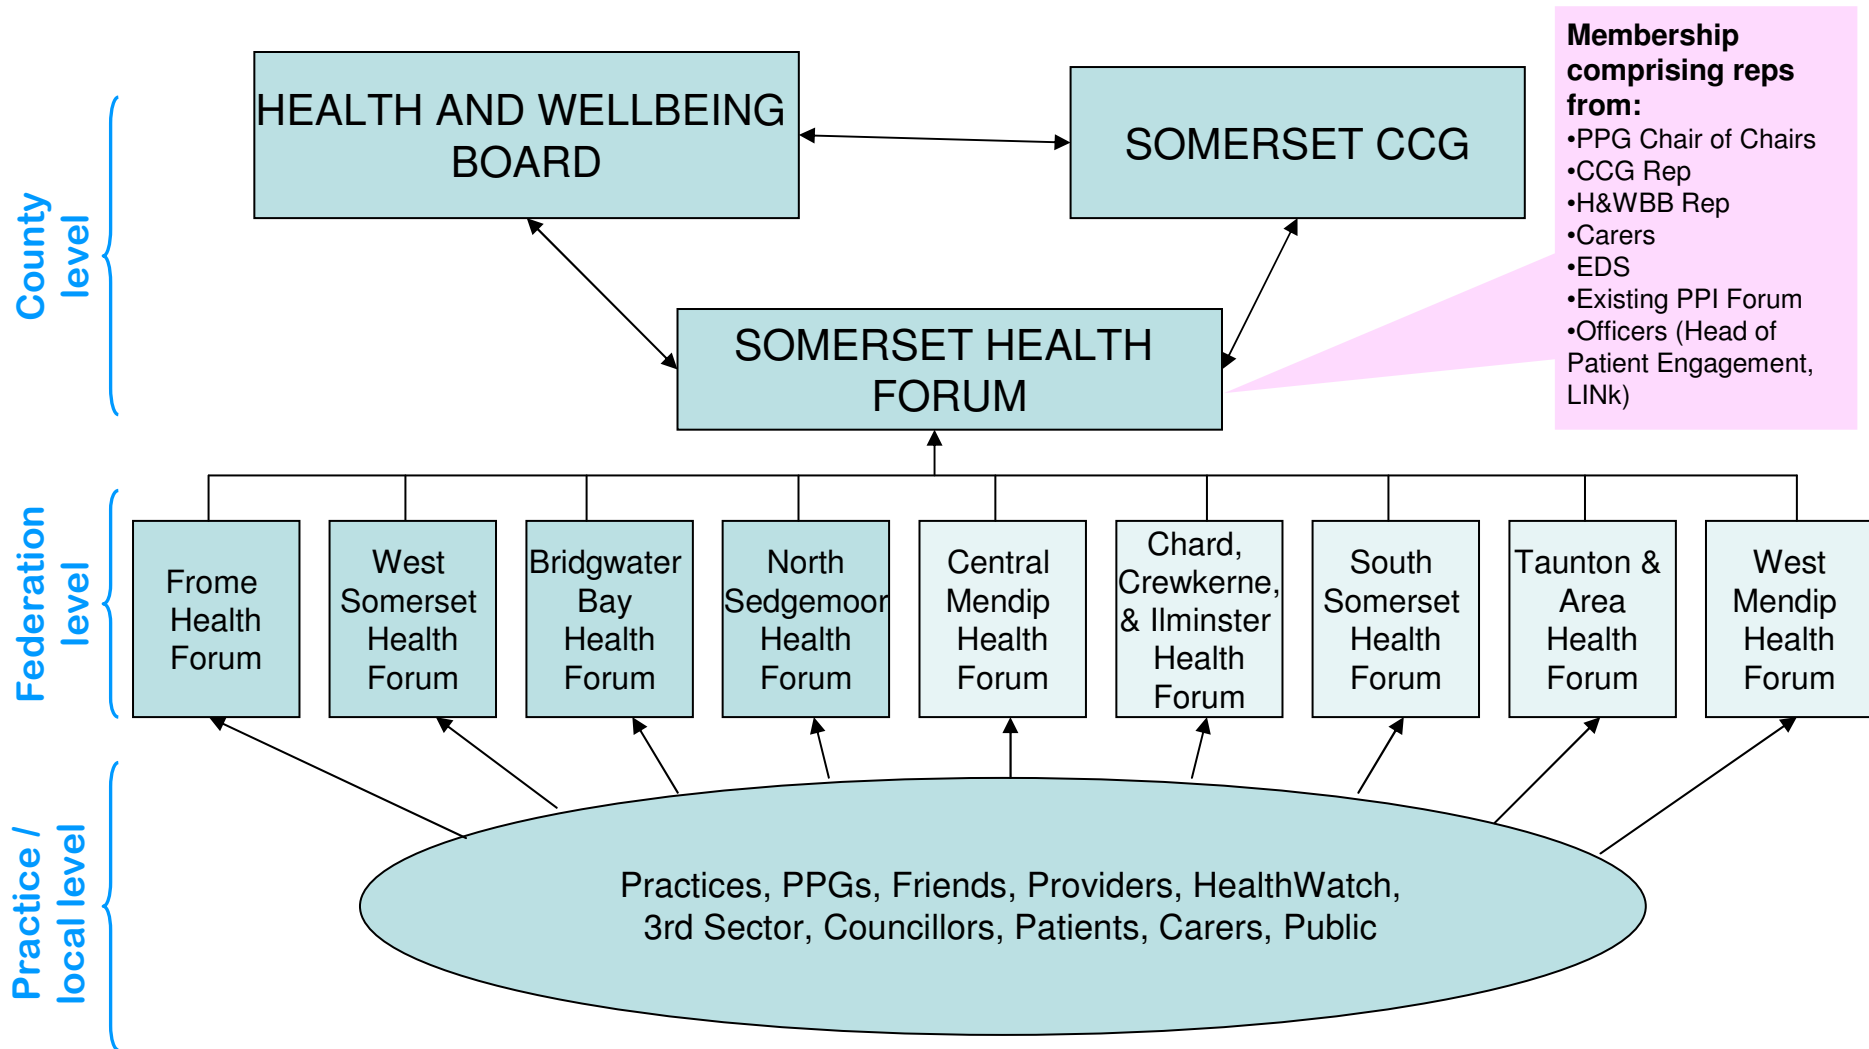 HEALTH AND WELLBEING
BOARD
SOMERSET CCG
Membership
comprising reps
from:
•PPG Chair of Chairs
•CCG Rep
•H&WBB Rep
•Carers
•EDS
•Existing PPI Forum
•Officers (Head of
Patient Engagement,
LINk)
County
level
SOMERSET HEALTH
FORUM
Federation
level
Frome
Health
Forum
West
Somerset
Health
Forum
Bridgwater
Bay
Health
Forum
North
Sedgemoor
Health
Forum
Central
Mendip
Health
Forum
Chard,
Crewkerne,
& Ilminster
Health
Forum
South
Somerset
Health
Forum
Taunton &
Area
Health
Forum
West
Mendip
Health
Forum
Practice /
local level
Practices, PPGs, Friends, Providers, HealthWatch,
3rd Sector, Councillors, Patients, Carers, Public